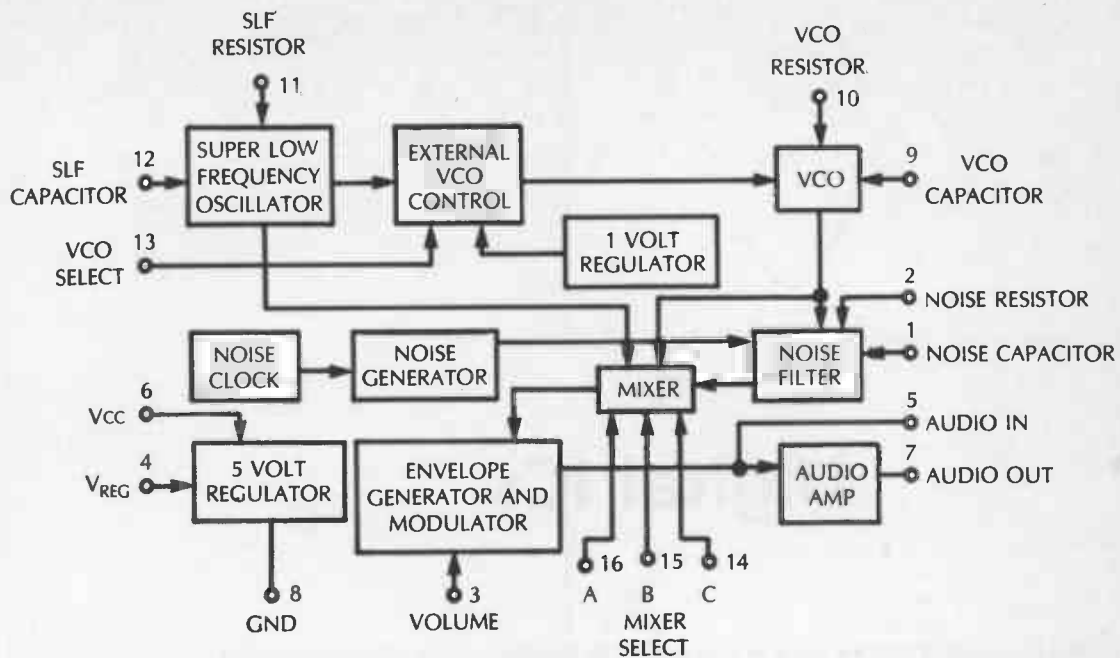 SLF
RESISTOR
11
VCO
RESISTOR
10
SLF
CAPACITOR
12
SUPER LOW
FREQUENCY
OSCILLATOR
EXTERNAL
VCO
CONTROL
VCO
9
VCO
CAPACITOR
VCO
SELECT
13
1 VOLT
REGULATOR
2
NOISE RESISTOR
NOISE
CLOCK
NOISE
GENERATOR
MIXER
NOISE
FILTER
1
NOISE CAPACITOR
6
Vcc
4
VREG
5 VOLT
REGULATOR
ENVELOPE
GENERATOR AND
MODULATOR
5
AUDIO IN
AUDIO
AMP
7
AUDIO OUT
8
GND
3
VOLUME
16
15
14
A
B
C
MIXER
SELECT